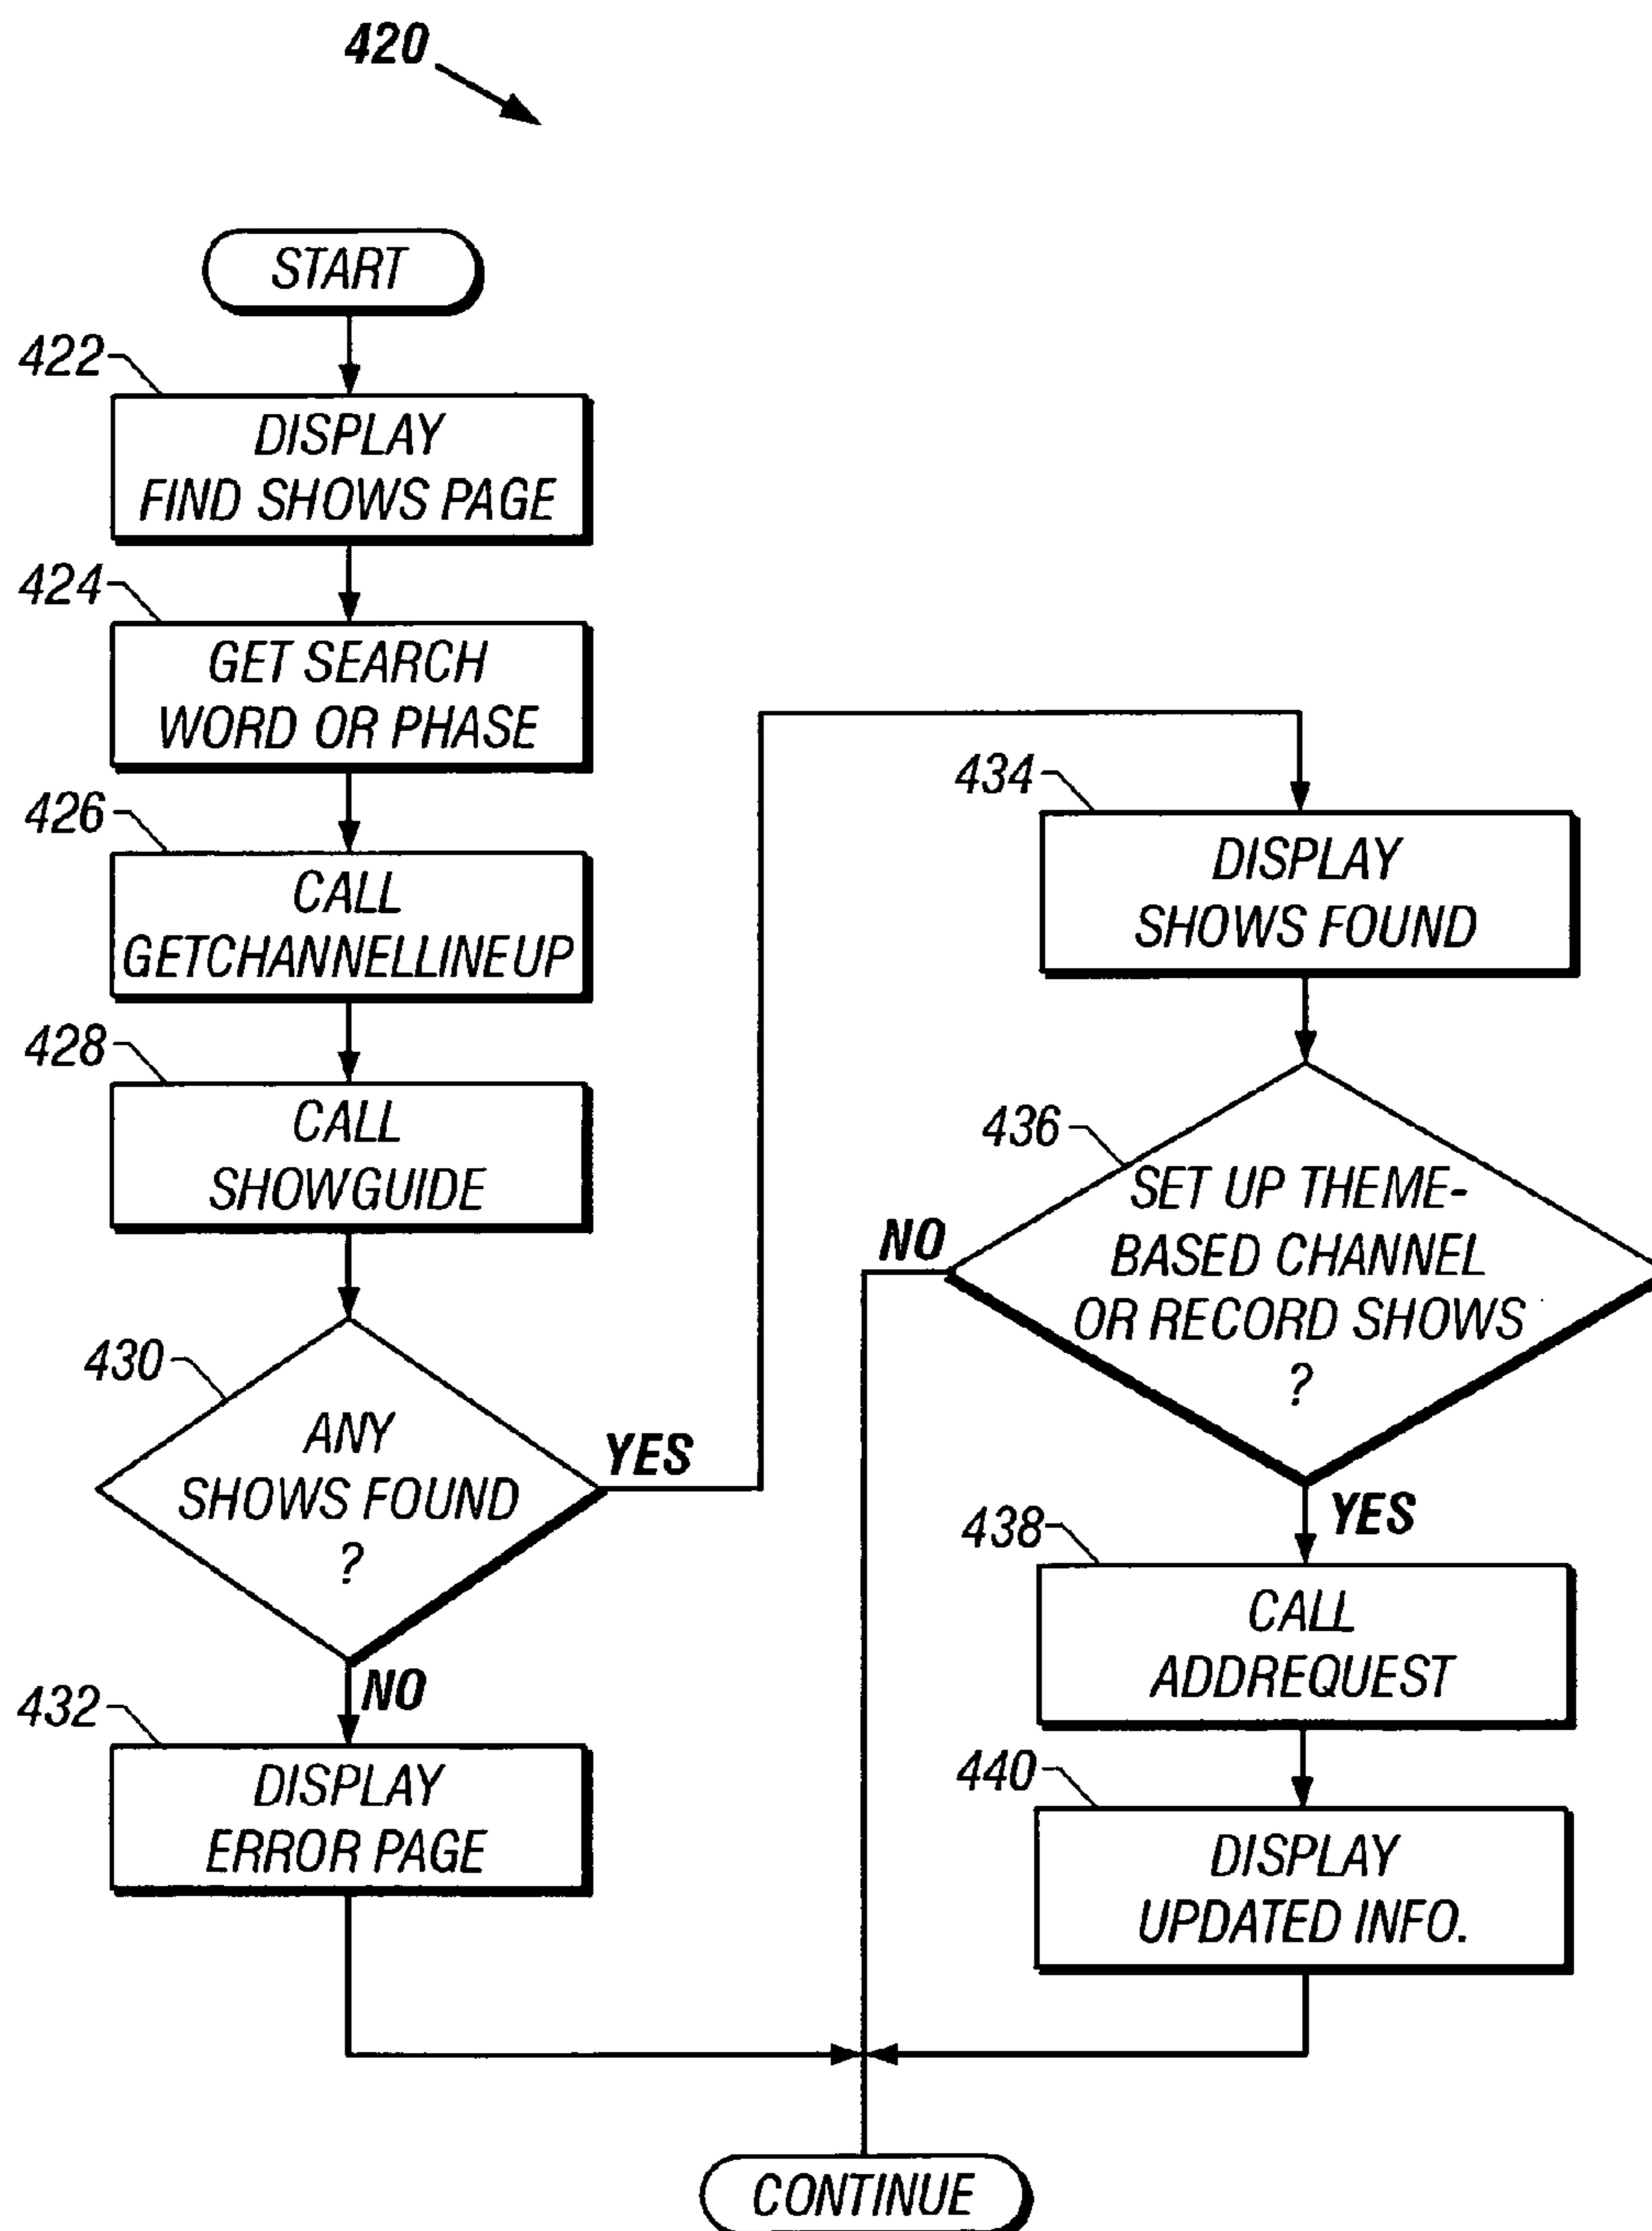 420
START
422
DISPLAY
FIND SHOWS PAGE
424
GET SEARCH
WORD OR PHASE
426
CALL
GETCHANNELLINEUP
428
CALL
SHOWGUIDE
430
ANY
SHOWS FOUND
?
YES
NO
432
DISPLAY
ERROR PAGE
434
DISPLAY
SHOWS FOUND
436
SET UP THEME-
BASED CHANNEL
OR RECORD SHOWS
?
NO
YES
438
CALL
ADDREQUEST
440
DISPLAY
UPDATED INFO.
CONTINUE